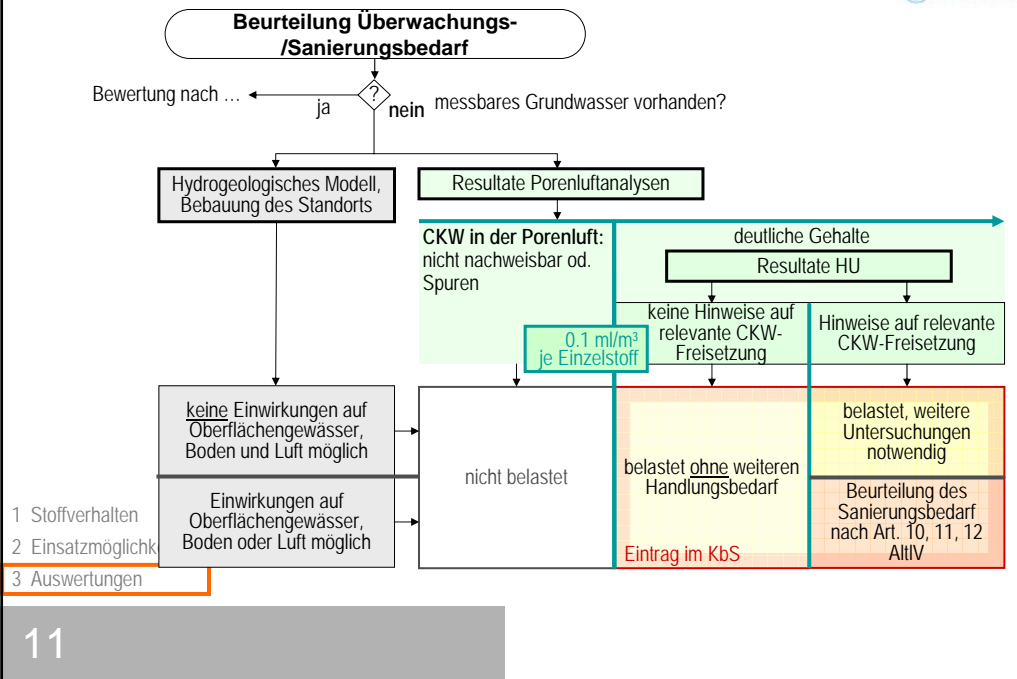 Beurteilung Überwachungs-
/Sanierungsbedarf
Bewertung nach …
ja
?
nein
messbares Grundwasser vorhanden?
Hydrogeologisches Modell,
Bebauung des Standorts
Resultate Porenluftanalysen
CKW in der Porenluft:
nicht nachweisbar od.
Spuren
deutliche Gehalte
Resultate HU
0.1 ml/m³
je Einzelstoff
keine Hinweise auf
relevante CKW-
Freisetzung
Hinweise auf relevante
CKW-Freisetzung
keine Einwirkungen auf
Oberflächengewässer,
Boden und Luft möglich
Einwirkungen auf
Oberflächengewässer,
Boden oder Luft möglich
nicht belastet
belastet ohne weiteren
Handlungsbedarf
Eintrag im KbS
belastet, weitere
Untersuchungen
notwendig
Beurteilung des
Sanierungsbedarf
nach Art. 10, 11, 12
AltlV
1 Stoffverhalten
2 Einsatzmöglichk
3 Auswertungen
11